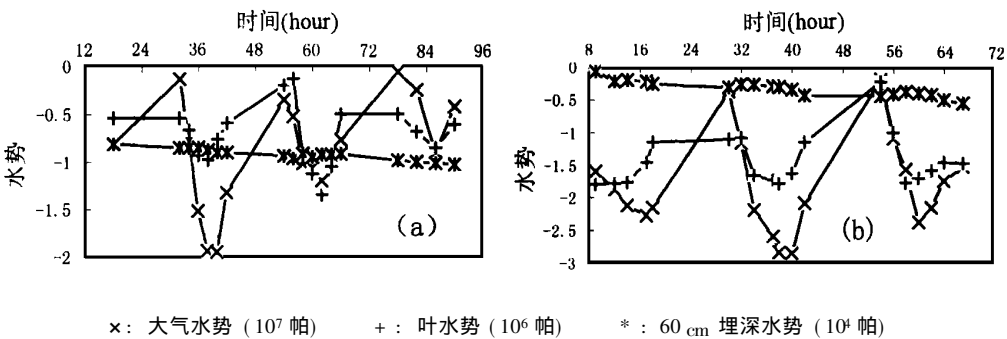 时间(hour)
12 24 36 48 60 72 84 96
0
-0.5
-1
-1.5
-2
水势
(a)
时间(hour)
8 16 24 32 40 48 56 64 72
0
-0.5
-1
-1.5
-2
-2.5
-3
水势
(b)
×: 大气水势 (10⁷ 帕) +: 叶水势 (10⁶ 帕) *: 60 cm 埋深水势 (10⁴ 帕)